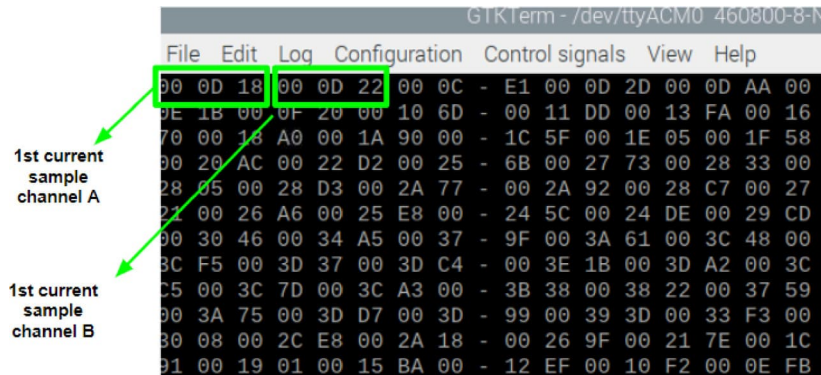 GTKTerm - /dev/ttyACM0 460800-8-N
File Edit Log Configuration Control signals View Help
00 0D 18 00 0D 22 00 0C - E1 00 0D 2D 00 0D AA 00
0E 1B 00 0F 20 00 10 6D - 00 11 DD 00 13 FA 00 16
70 00 18 A0 00 1A 90 00 - 1C 5F 00 1E 05 00 1F 58
00 20 AC 00 22 D2 00 25 - 6B 00 27 73 00 28 33 00
28 05 00 28 D3 00 2A 77 - 00 2A 92 00 28 C7 00 27
21 00 26 A6 00 25 E8 00 - 24 5C 00 24 DE 00 29 CD
00 30 46 00 34 A5 00 37 - 9F 00 3A 61 00 3C 48 00
3C F5 00 3D 37 00 3D C4 - 00 3E 1B 00 3D A2 00 3C
C5 00 3C 7D 00 3C A3 00 - 3B 38 00 38 22 00 37 59
00 3A 75 00 3D D7 00 3D - 99 00 39 3D 00 33 F3 00
30 08 00 2C E8 00 2A 18 - 00 26 9F 00 21 7E 00 1C
91 00 19 01 00 15 BA 00 - 12 EF 00 10 F2 00 0E FB
1st current
sample
channel A
1st current
sample
channel B